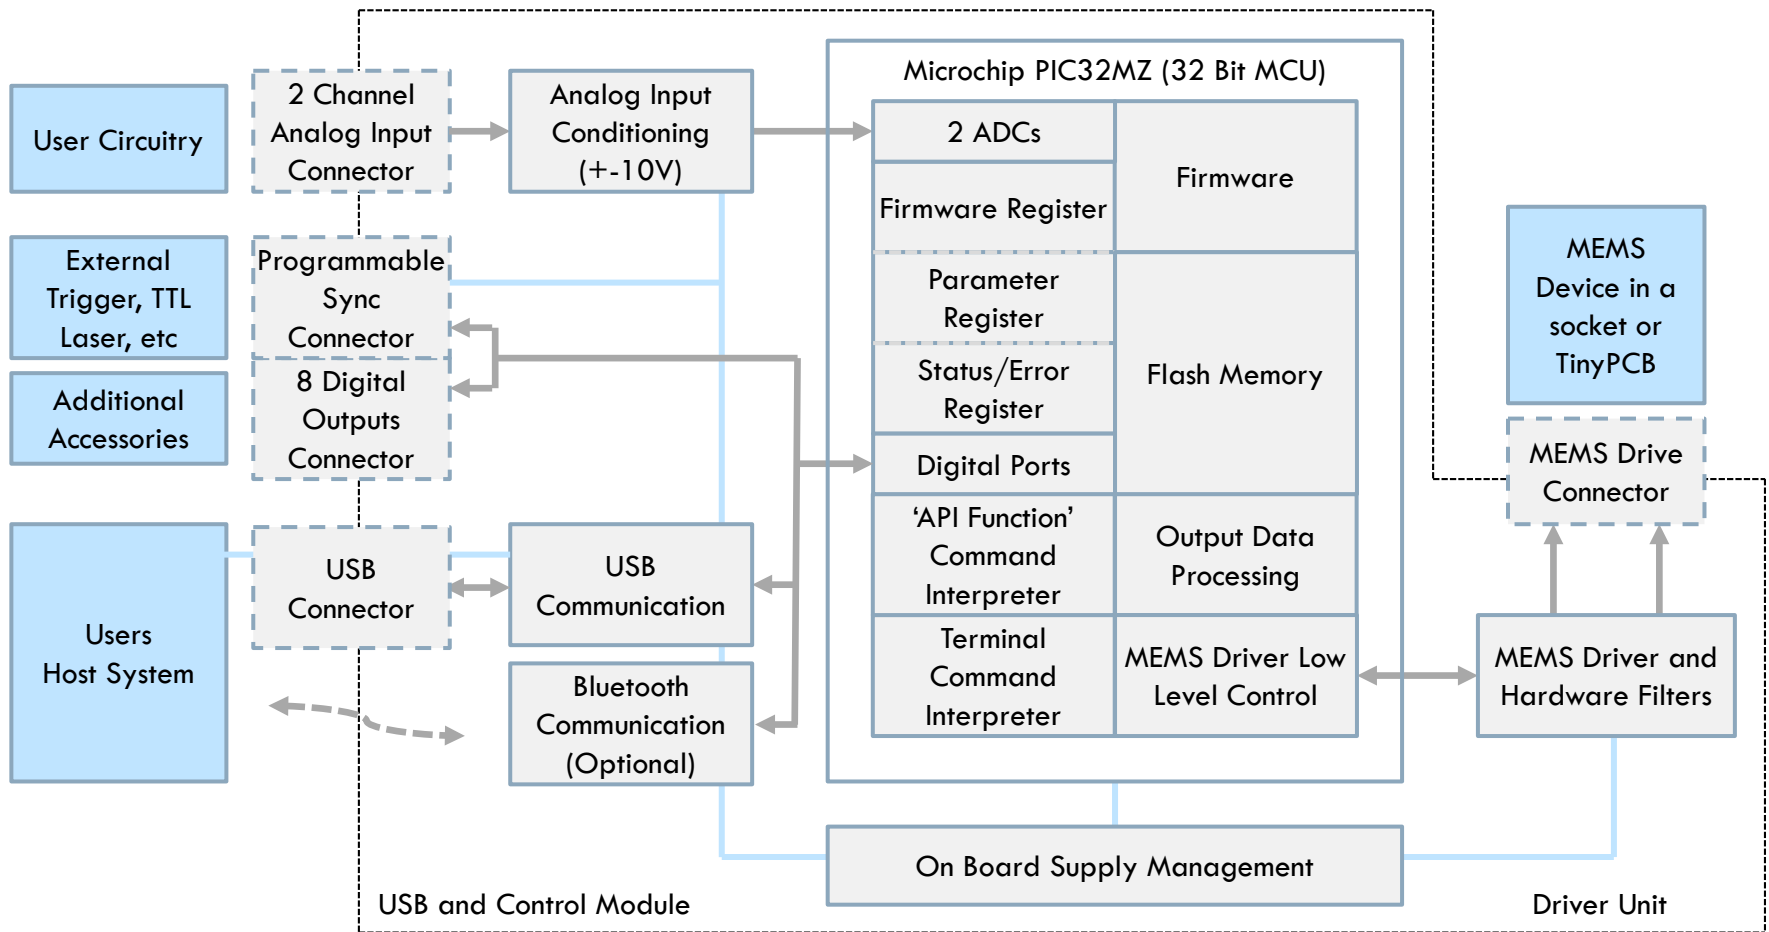 Microchip PIC32MZ (32 Bit MCU)
User Circuitry
2 Channel
Analog Input
Connector
Analog Input
Conditioning
(+-10V)
2 ADCs
Firmware
Firmware Register
External
Trigger, TTL
Laser, etc
Programmable
Sync
Connector
Parameter
Register
MEMS
Device in a
socket or
TinyPCB
Additional
Accessories
8 Digital
Outputs
Connector
Status/Error
Register
Flash Memory
Digital Ports
MEMS Drive
Connector
Users
Host System
USB
Connector
USB
Communication
‘API Function’
Command
Interpreter
Output Data
Processing
Bluetooth
Communication
(Optional)
Terminal
Command
Interpreter
MEMS Driver Low
Level Control
MEMS Driver and
Hardware Filters
On Board Supply Management
USB and Control Module
Driver Unit